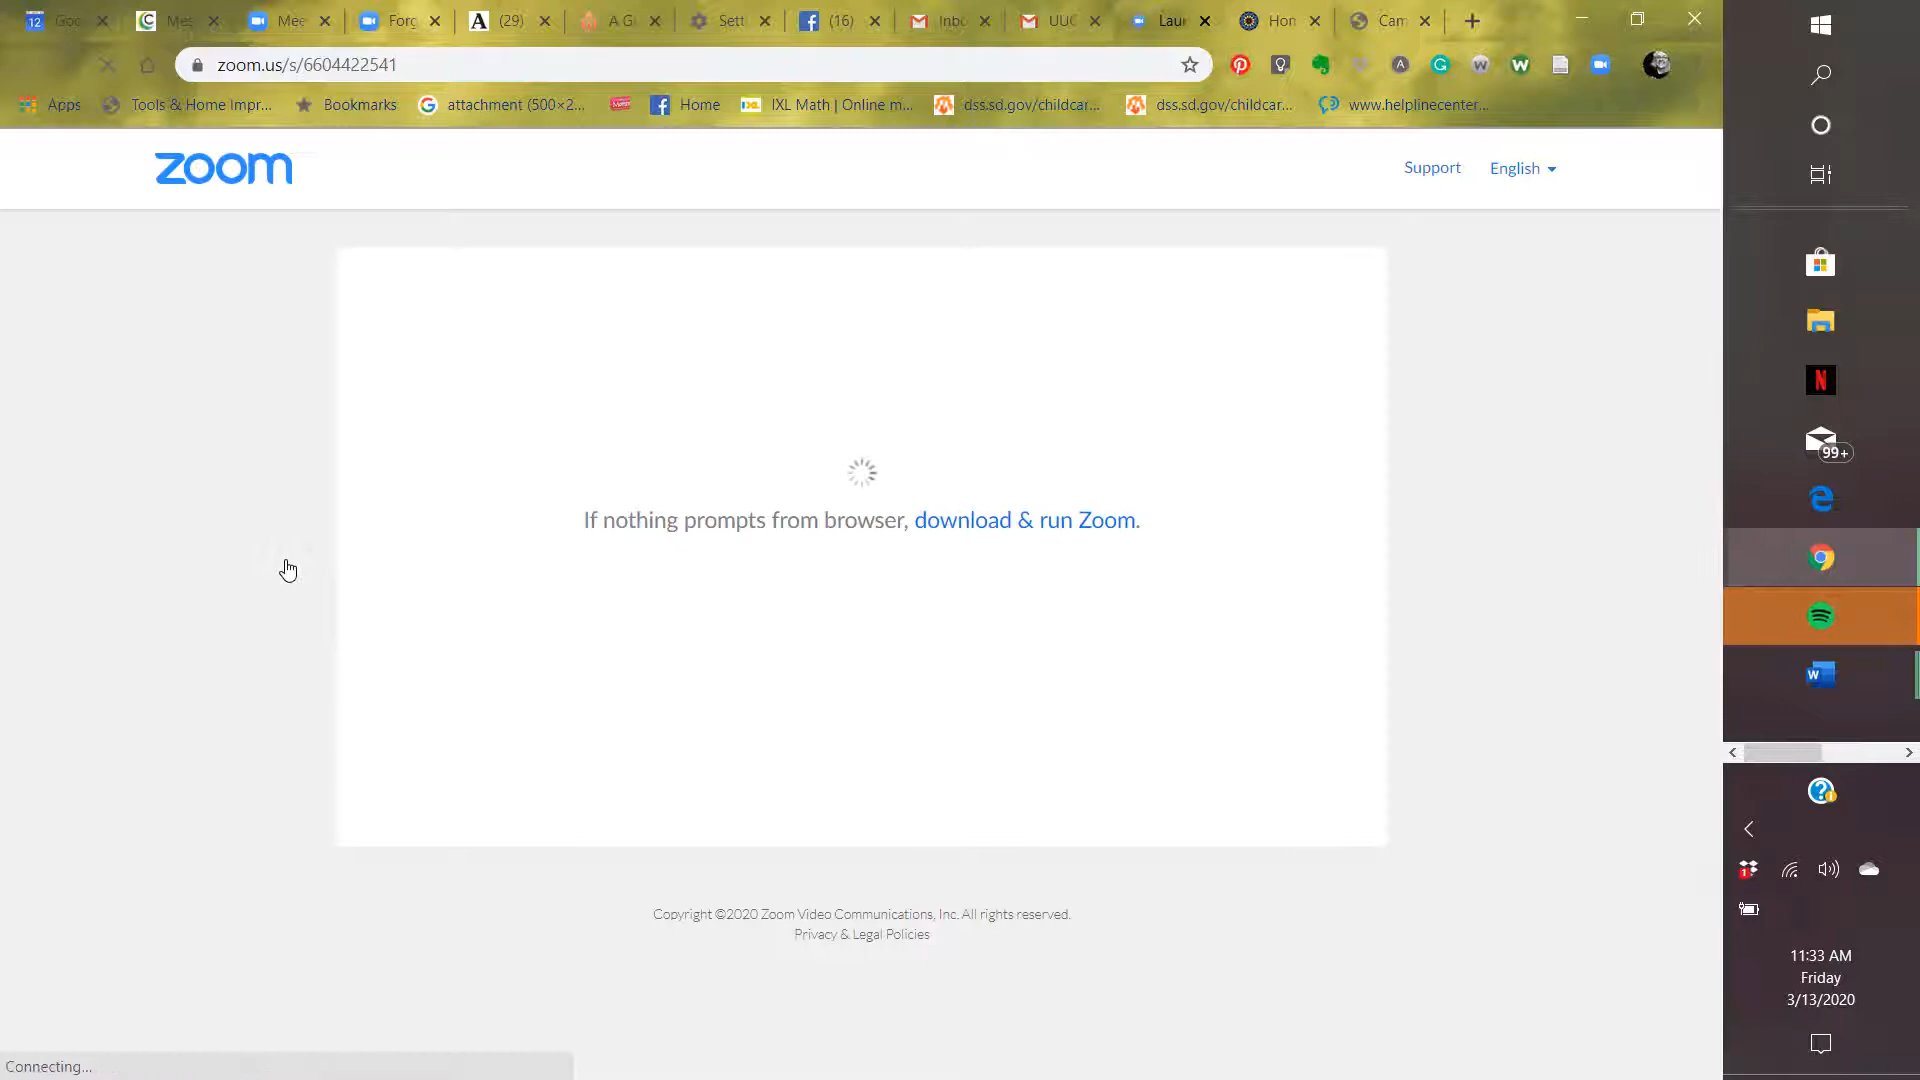 12 Goo Mes Mee Forg A (29) A G Sett (16) Inbo UUC Lau Hon Cam
zoom.us/s/6604422541
Apps Tools & Home Impr... Bookmarks attachment (500×2... Home IXL Math | Online m... dss.sd.gov/childcar... dss.sd.gov/childcar... www.helplinecenter...
zoom
Support English
If nothing prompts from browser, download & run Zoom.
Copyright ©2020 Zoom Video Communications, Inc. All rights reserved.
Privacy & Legal Policies
Connecting...
99+
11:33 AM
Friday
3/13/2020